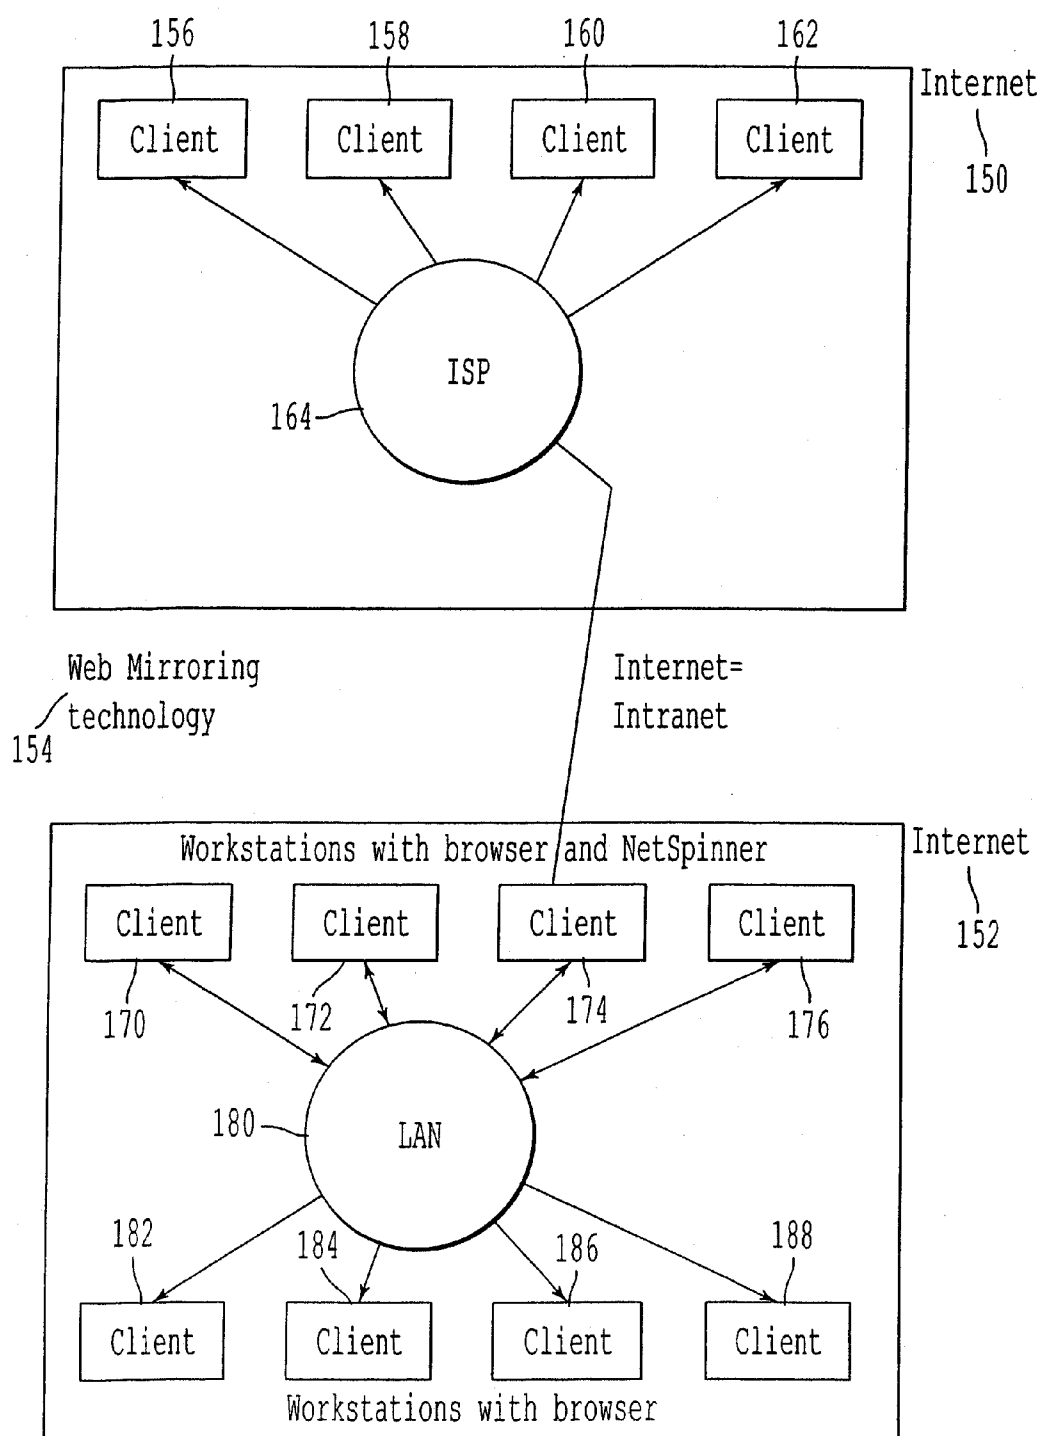 156
158
160
162
Internet
150
Client
Client
Client
Client
ISP
164
Web Mirroring
technology
154
Internet=
Intranet
Workstations with browser and NetSpinner
Internet
152
Client
Client
Client
Client
170
172
174
176
180
LAN
182
184
186
188
Client
Client
Client
Client
Workstations with browser